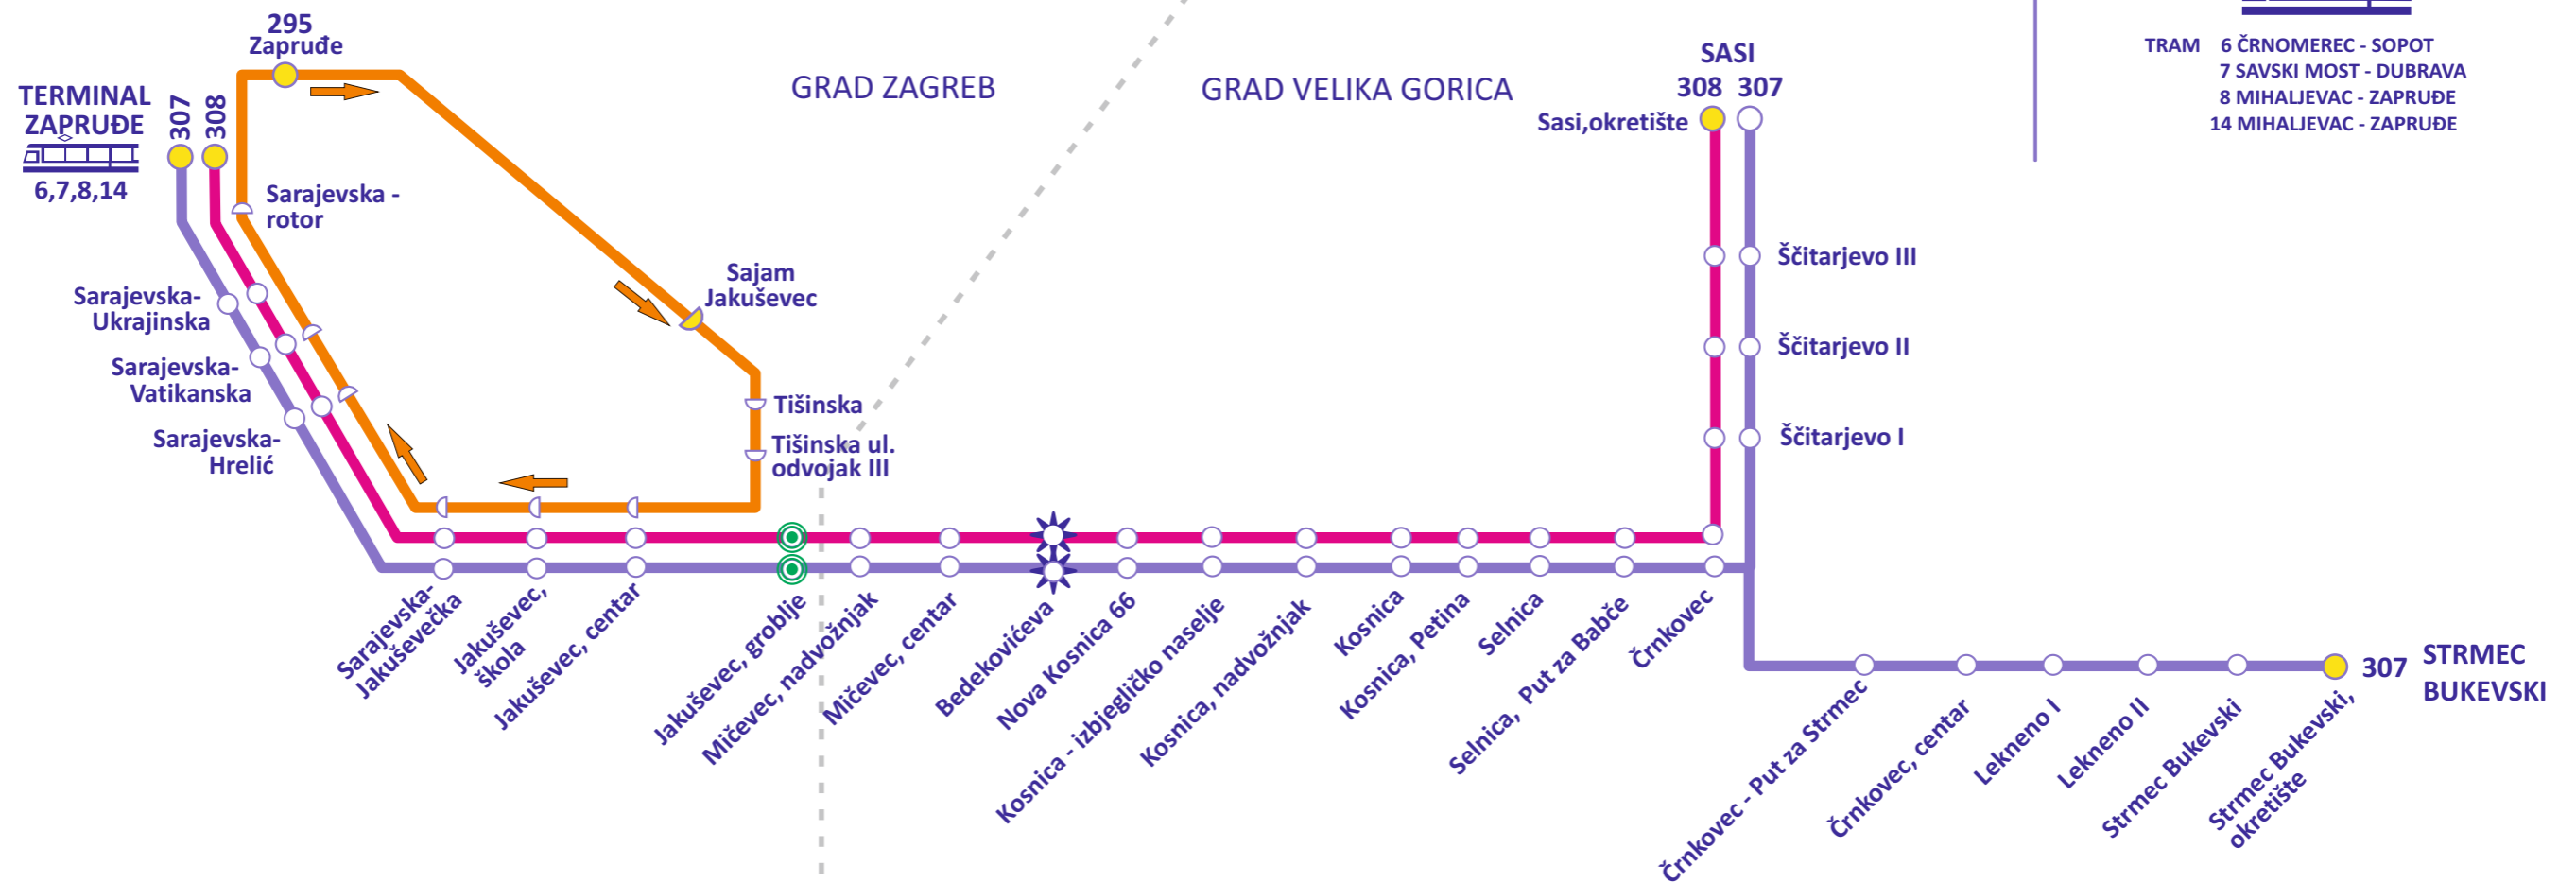 295
Zapruđe
TERMINAL
ZAPRUĐE
6,7,8,14
307
308
Sarajevska -
rotor
Sarajevska-
Ukrajinska
Sarajevska-
Vatikanska
Sarajevska-
Hrelić
Sajam
Jakuševec
Tišinska
Tišinska ul.
odvojak III
GRAD ZAGREB
GRAD VELIKA GORICA
SASI
308 307
Sasi,okretište
Ščitarjevo III
Ščitarjevo II
Ščitarjevo I
TRAM 6 ČRNOMEREC - SOPOT
7 SAVSKI MOST - DUBRAVA
8 MIHALJEVAC - ZAPRUĐE
14 MIHALJEVAC - ZAPRUĐE
Sarajevska-
Jakuševečka
Jakuševec,
škola
Jakuševec, centar
Jakuševec, groblje
Mičevec, nadvožnjak
Mičevec, centar
Bedekovićeva
Nova Kosnica 66
Kosnica - izbjegličko naselje
Kosnica, nadvožnjak
Kosnica
Kosnica, Petina
Selnica
Selnica, Put za Babče
Črnkovec
Črnkovec - Put za Strmec
Črnkovec, centar
Lekneno I
Lekneno II
Strmec Bukevski
Strmec Bukevski,
okretište
307
STRMEC
BUKEVSKI